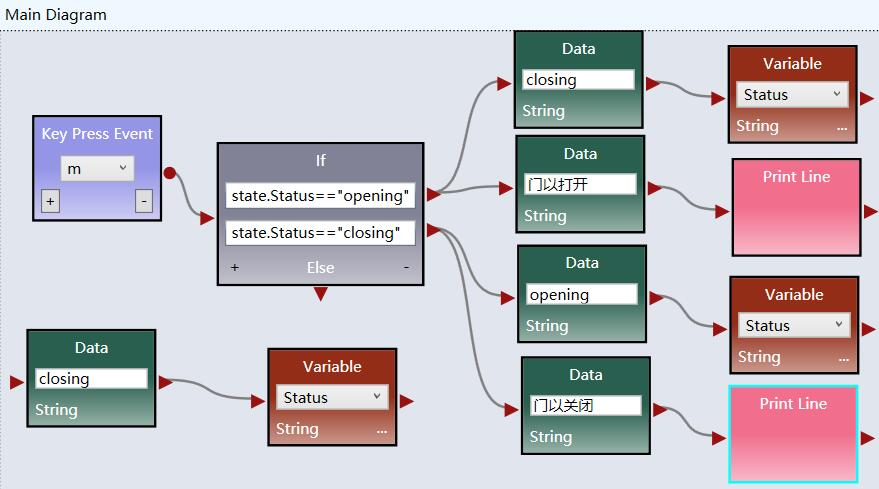 Main Diagram
Key Press Event
m
+ -
If
state.Status=="opening"
state.Status=="closing"
+ Else -
Data
closing
String
Variable
Status
String ...
Data
门以打开
String
Print Line
Data
opening
String
Variable
Status
String ...
Data
门以关闭
String
Print Line
Data
closing
String
Variable
Status
String ...